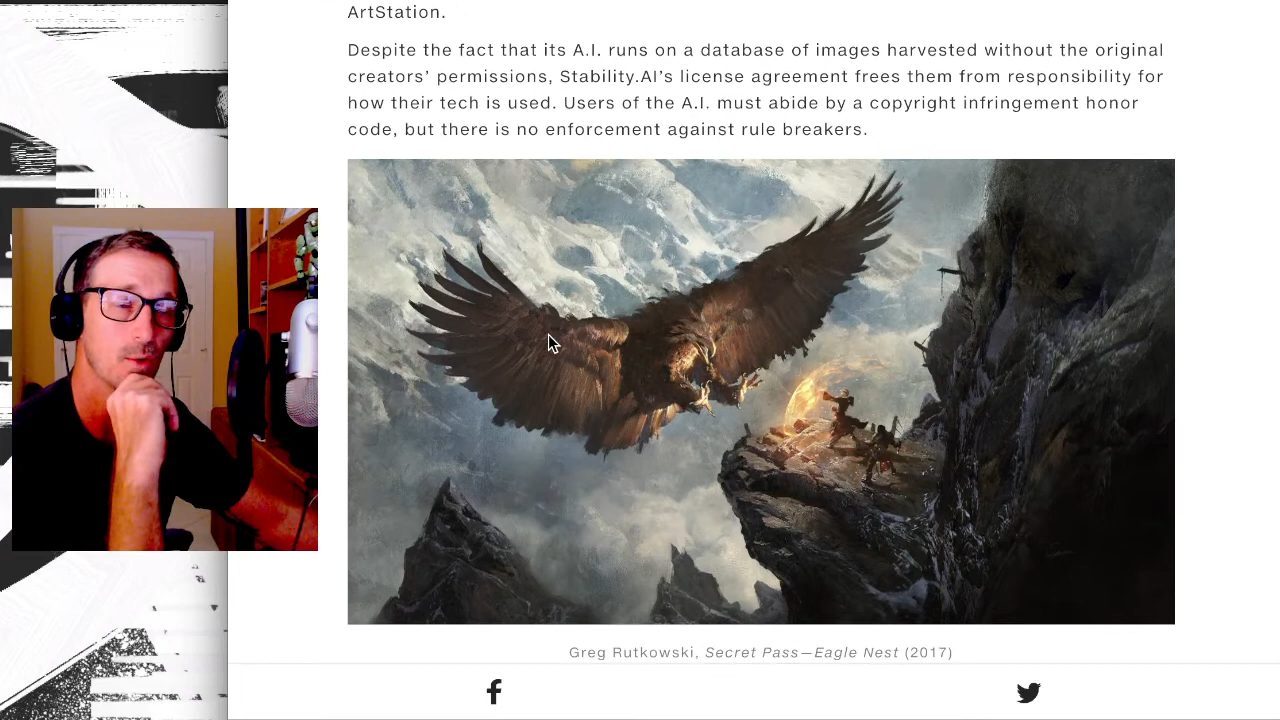 ArtStation.
Despite the fact that its A.I. runs on a database of images harvested without the original
creators’ permissions, Stability.AI’s license agreement frees them from responsibility for
how their tech is used. Users of the A.I. must abide by a copyright infringement honor
code, but there is no enforcement against rule breakers.
Greg Rutkowski, Secret Pass—Eagle Nest (2017)